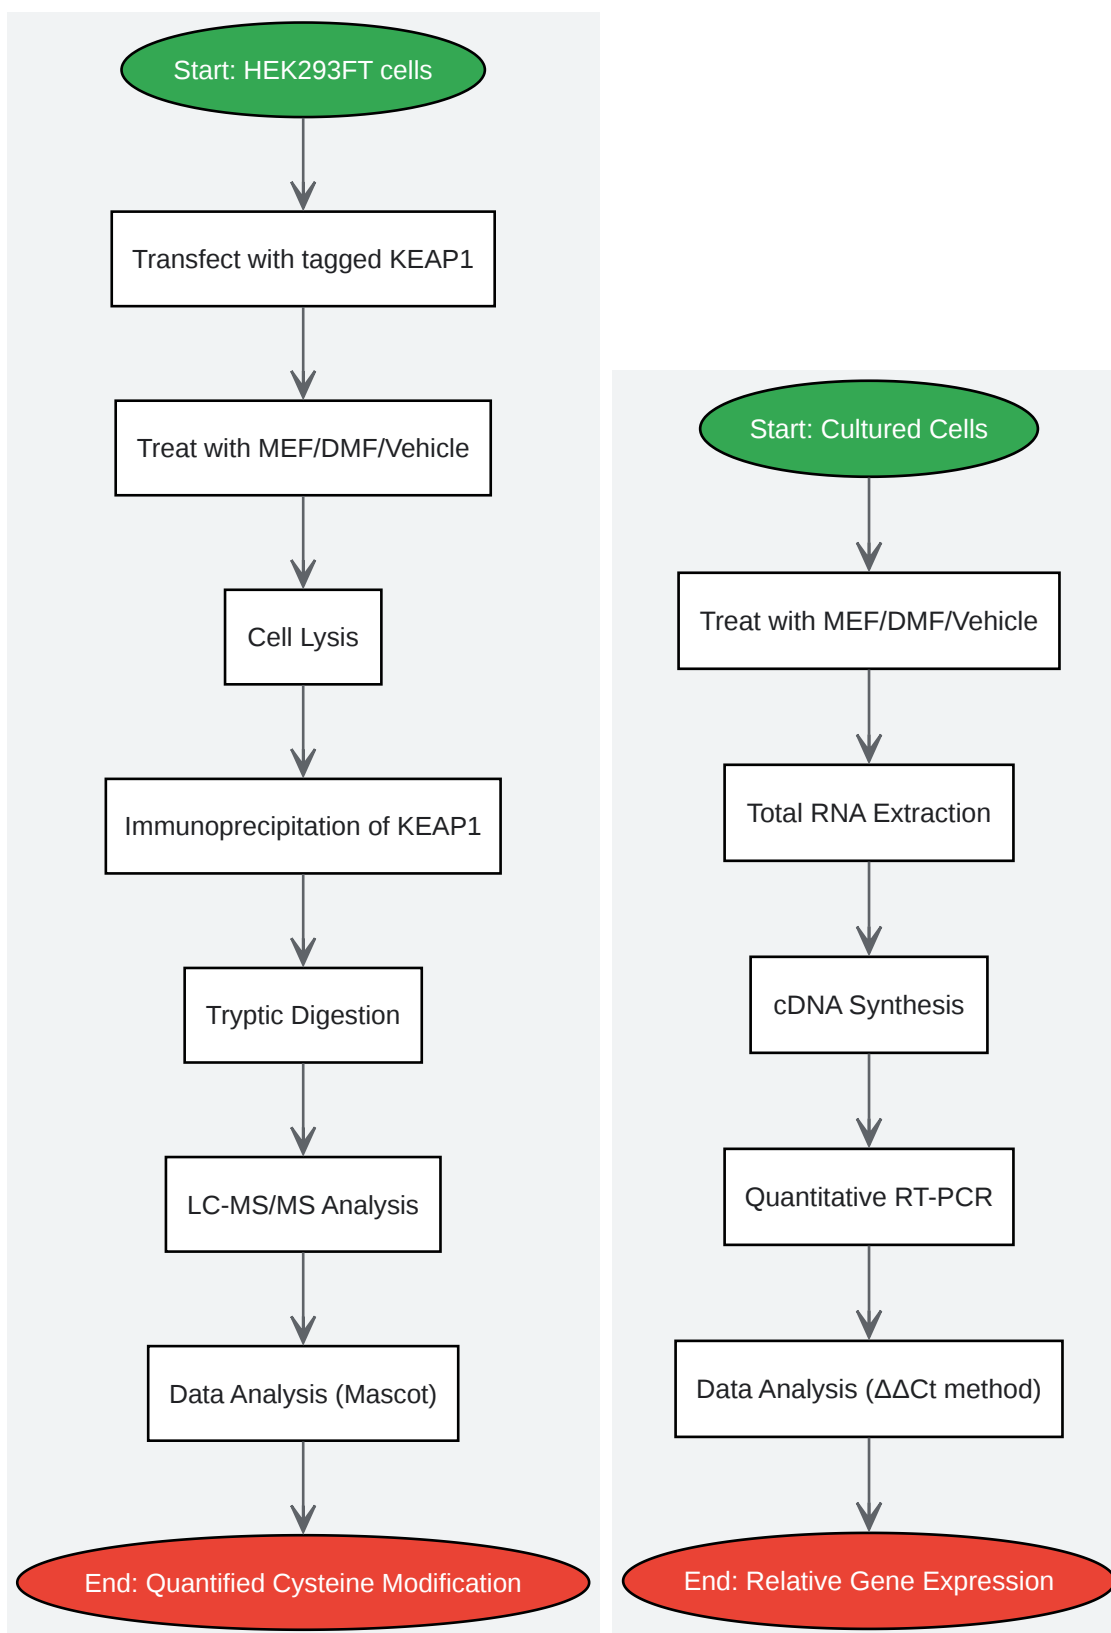 Start: HEK293FT cells
Transfect with tagged KEAP1
Treat with MEF/DMF/Vehicle
Cell Lysis
Immunoprecipitation of KEAP1
Tryptic Digestion
LC-MS/MS Analysis
Data Analysis (Mascot)
End: Quantified Cysteine Modification
Start: Cultured Cells
Treat with MEF/DMF/Vehicle
Total RNA Extraction
cDNA Synthesis
Quantitative RT-PCR
Data Analysis (ΔΔCt method)
End: Relative Gene Expression